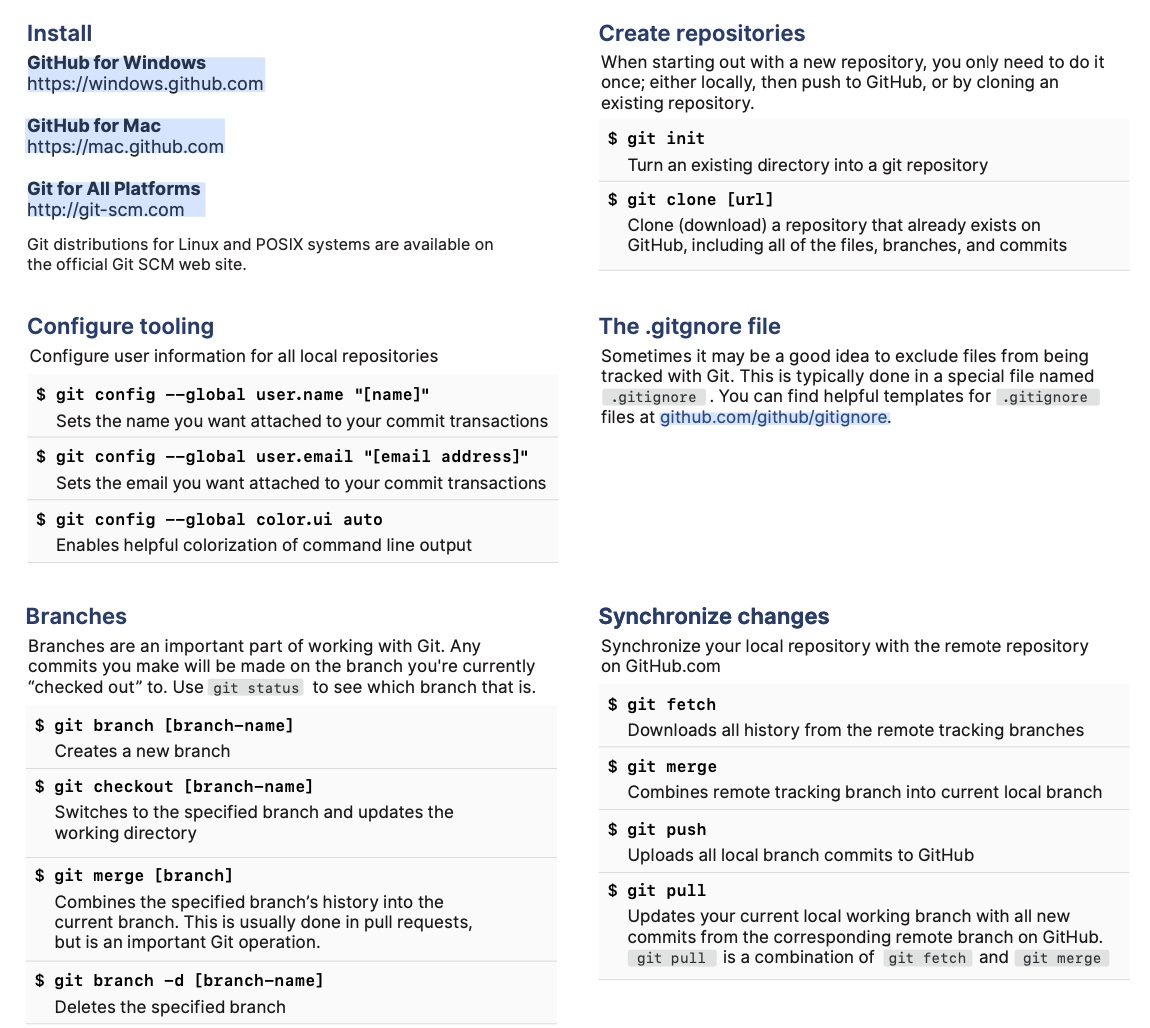 Install
GitHub for Windows
https://windows.github.com
GitHub for Mac
https://mac.github.com
Git for All Platforms
http://git-scm.com
Git distributions for Linux and POSIX systems are available on
the official Git SCM web site.
Create repositories
When starting out with a new repository, you only need to do it
once; either locally, then push to GitHub, or by cloning an
existing repository.
$ git init
Turn an existing directory into a git repository
$ git clone [url]
Clone (download) a repository that already exists on
GitHub, including all of the files, branches, and commits
Configure tooling
Configure user information for all local repositories
$ git config --global user.name "[name]"
Sets the name you want attached to your commit transactions
$ git config --global user.email "[email address]"
Sets the email you want attached to your commit transactions
$ git config --global color.ui auto
Enables helpful colorization of command line output
The .gitgnore file
Sometimes it may be a good idea to exclude files from being
tracked with Git. This is typically done in a special file named
.gitignore . You can find helpful templates for .gitignore
files at github.com/github/gitignore.
Branches
Branches are an important part of working with Git. Any
commits you make will be made on the branch you're currently
“checked out” to. Use git status to see which branch that is.
$ git branch [branch-name]
Creates a new branch
$ git checkout [branch-name]
Switches to the specified branch and updates the
working directory
$ git merge [branch]
Combines the specified branch’s history into the
current branch. This is usually done in pull requests,
but is an important Git operation.
$ git branch -d [branch-name]
Deletes the specified branch
Synchronize changes
Synchronize your local repository with the remote repository
on GitHub.com
$ git fetch
Downloads all history from the remote tracking branches
$ git merge
Combines remote tracking branch into current local branch
$ git push
Uploads all local branch commits to GitHub
$ git pull
Updates your current local working branch with all new
commits from the corresponding remote branch on GitHub.
git pull is a combination of git fetch and git merge